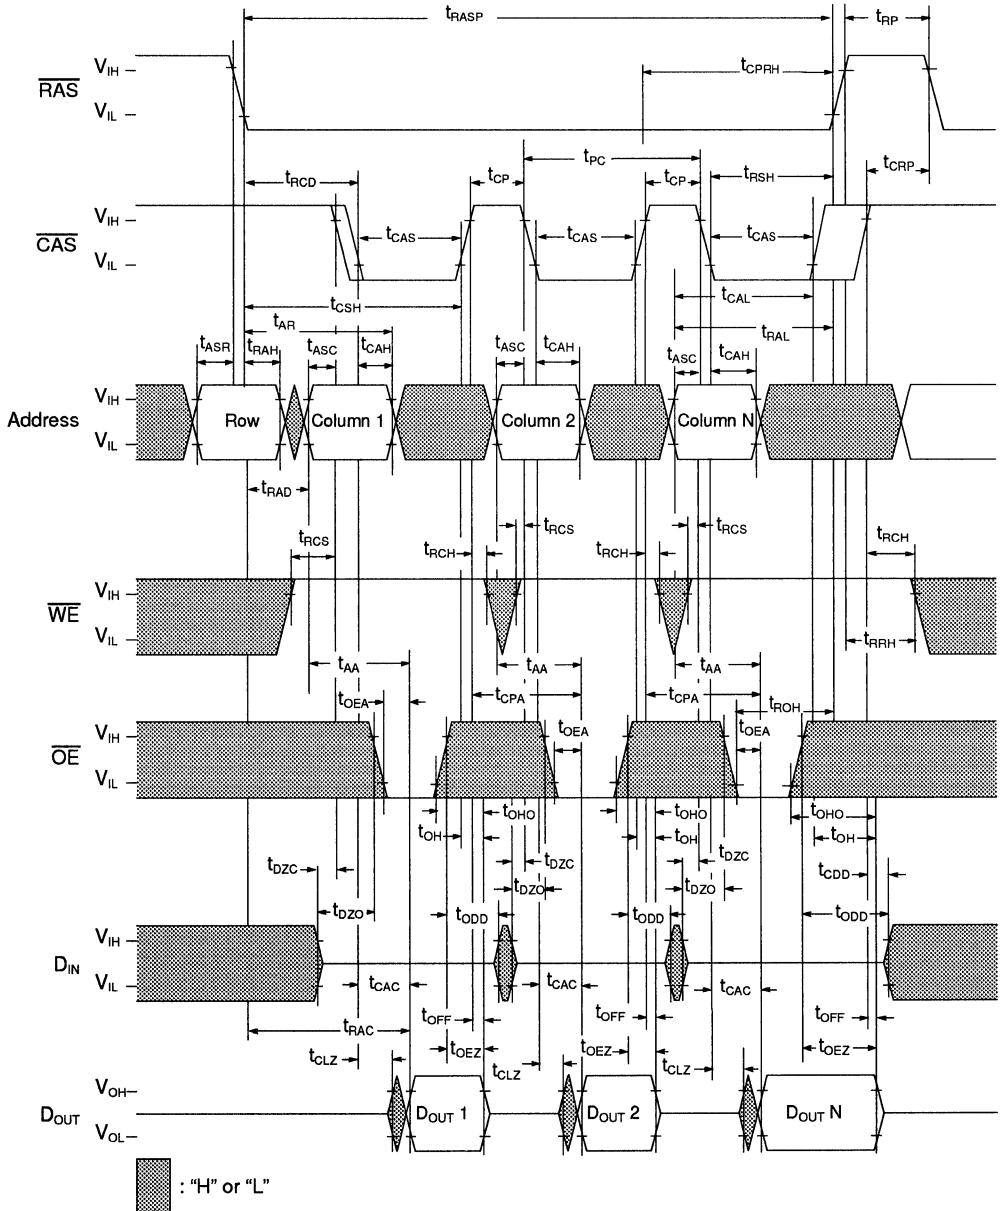 tRASP tRP
tCPRH
VIH
RAS
VIL
tPC
tRCD tCP tCP tRSH tCRP
VIH
CAS tCAS tCAS tCAS
VIL
tCSH tCAL
tAR tRAL
tASR tRAH tASC tCAH tASC tCAH tASC tCAH
VIH
Address Row Column 1 Column 2 Column N
VIL
tRAD
tRCS tRCS tRCS
tRCH tRCH tRCH
VIH
WE
VIL
tRRH
tAA tAA tAA
tOEA tCPA tCPA tROH
tOEA tOEA
VIH
OE
VIL
tOHO tOHO tOHO
tOH tOH tOH
tDZC tDZC tDZC tCDD
tDZO tDZO tDZO
tODD tODD tODD
VIH
DIN
VIL
tCAC tCAC tCAC
tRAC tOFF tOFF tOFF
tCLZ tOEZ tCLZ tOEZ tCLZ tOEZ
VOH
DOUT DOUT 1 DOUT 2 DOUT N
VOL
: “H” or “L”